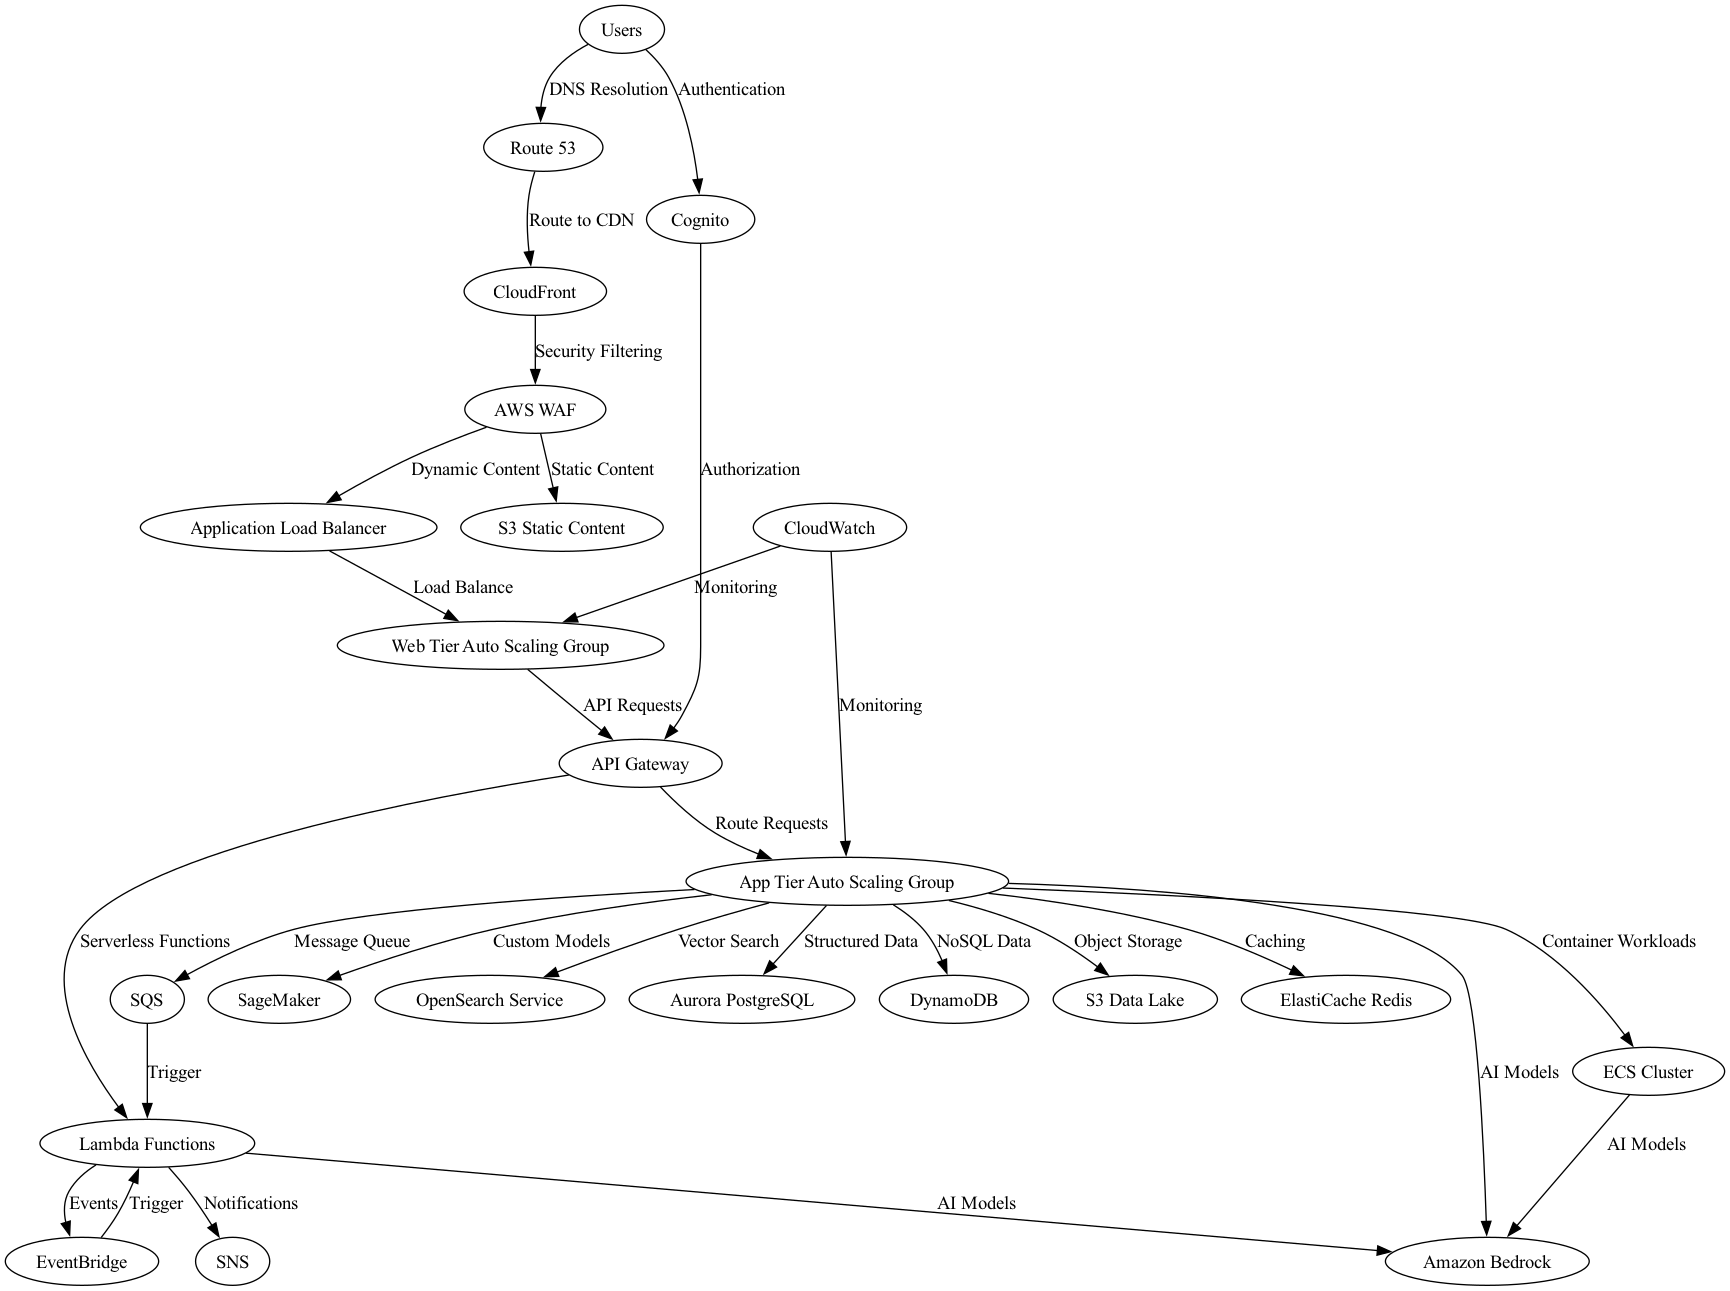 Users
DNS Resolution
Authentication
Route 53
Cognito
Route to CDN
CloudFront
Security Filtering
AWS WAF
Dynamic Content
Static Content
Authorization
Application Load Balancer
S3 Static Content
CloudWatch
Load Balance
Monitoring
Web Tier Auto Scaling Group
API Requests
Monitoring
API Gateway
Route Requests
App Tier Auto Scaling Group
Serverless Functions
Message Queue
Custom Models
Vector Search
Structured Data
NoSQL Data
Object Storage
Caching
Container Workloads
SQS
SageMaker
OpenSearch Service
Aurora PostgreSQL
DynamoDB
S3 Data Lake
ElastiCache Redis
Trigger
AI Models
ECS Cluster
Lambda Functions
AI Models
Events
Trigger
Notifications
AI Models
EventBridge
SNS
Amazon Bedrock